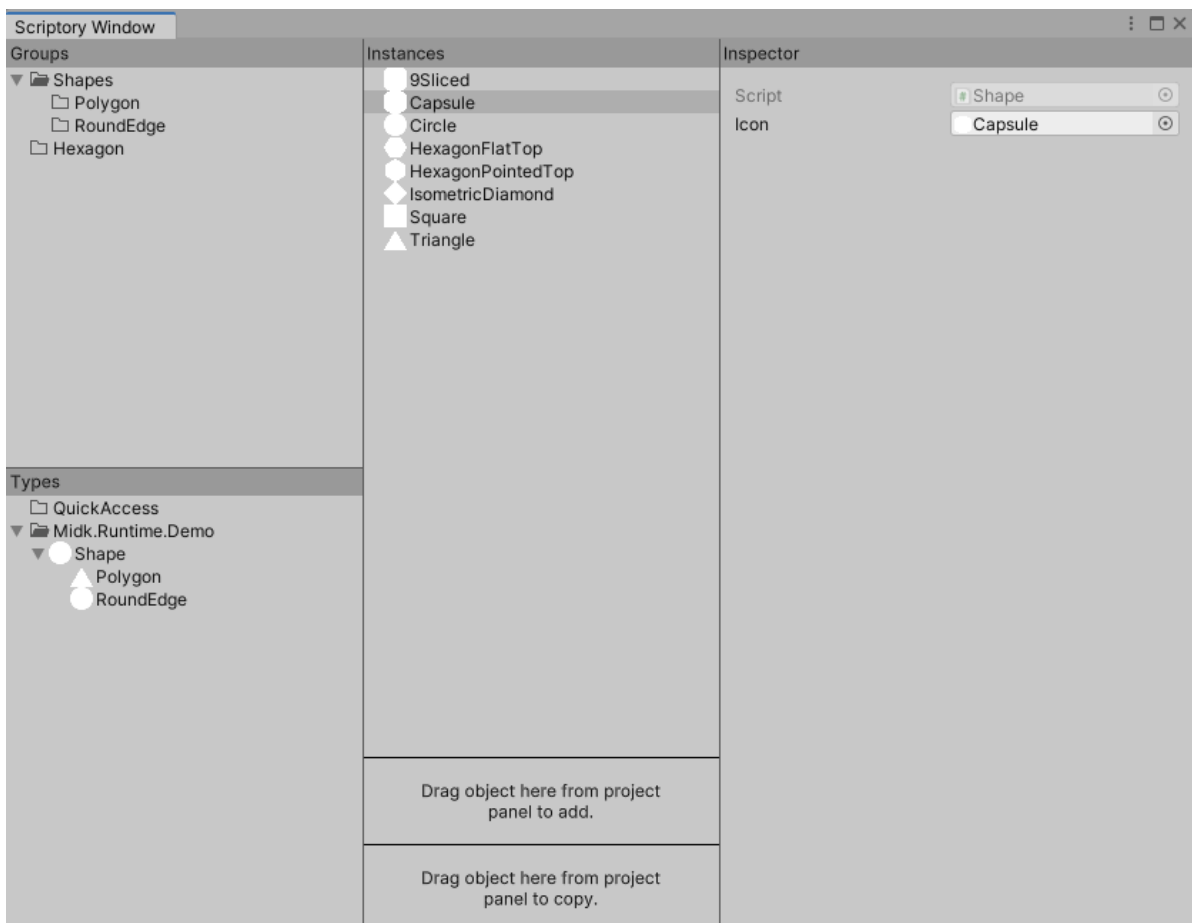 Scriptory Window
Groups
Shapes
Polygon
RoundEdge
Hexagon
Types
QuickAccess
Midk.Runtime.Demo
Shape
Polygon
RoundEdge
Instances
9Sliced
Capsule
Circle
HexagonFlatTop
HexagonPointedTop
IsometricDiamond
Square
Triangle
Drag object here from project
panel to add.
Drag object here from project
panel to copy.
Inspector
Script
Shape
Icon
Capsule